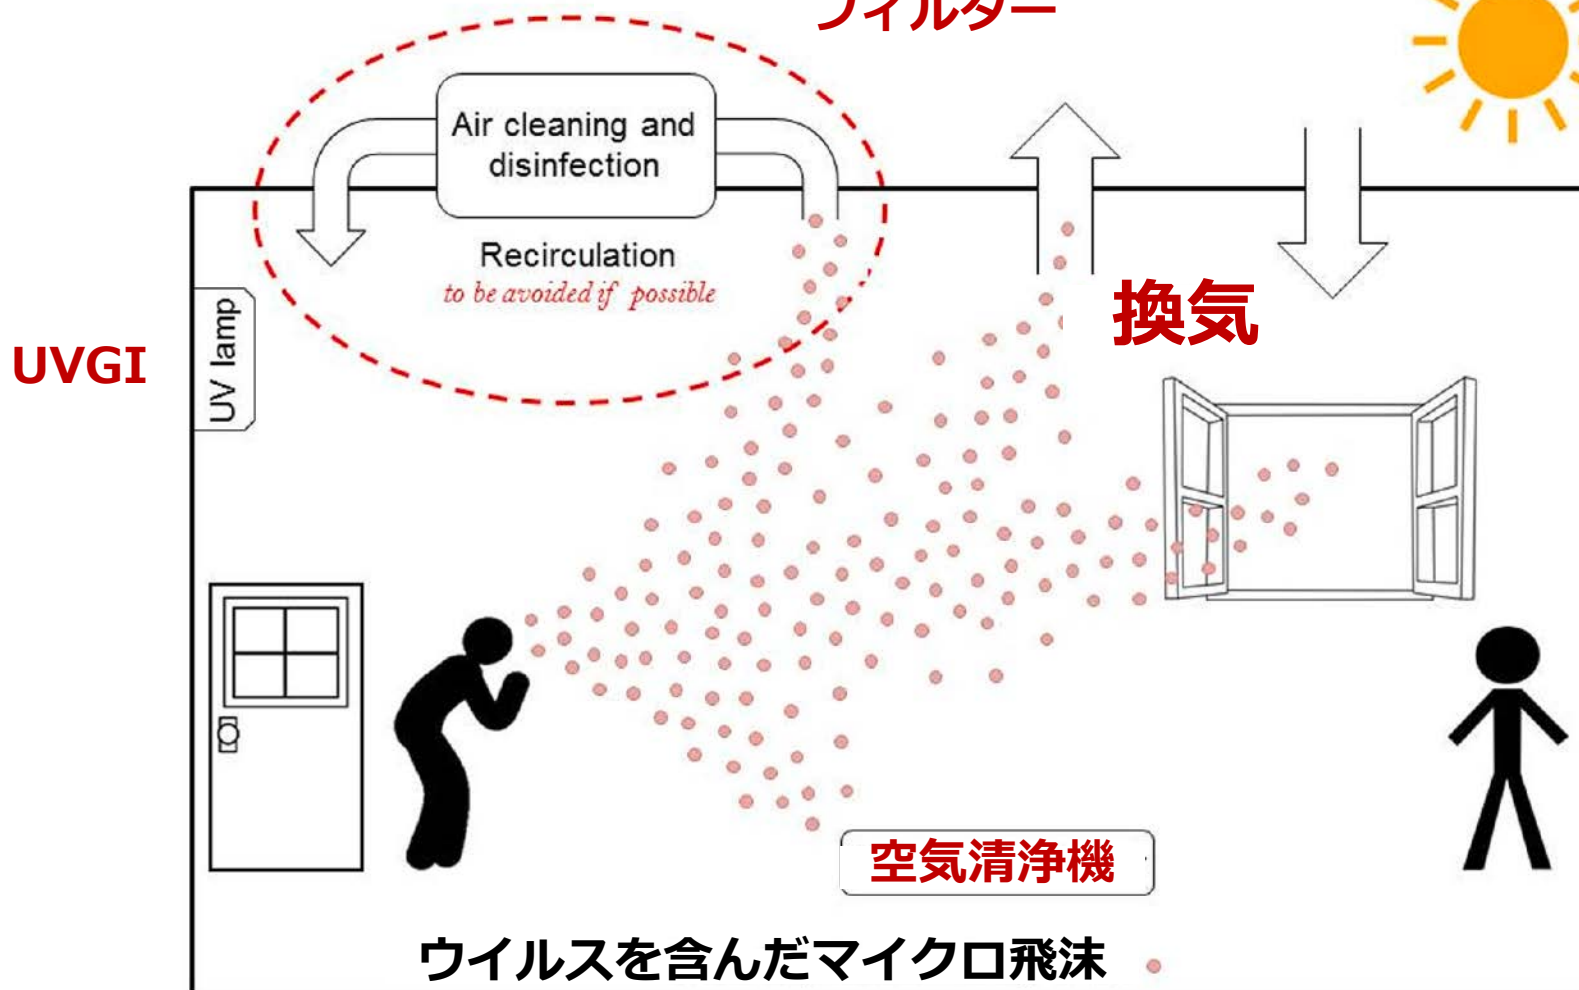 フィルター
Air cleaning and
disinfection
Recirculation
to be avoided if possible
換気
UVGI
UV lamp
空気清浄機
ウイルスを含んだマイクロ飛沫